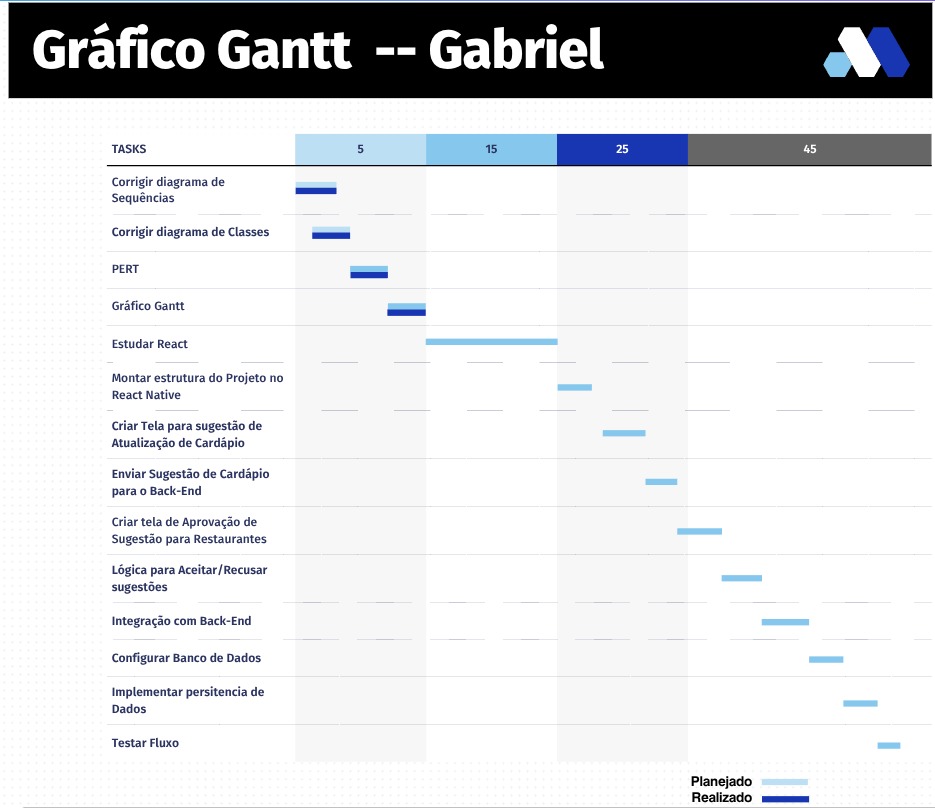 Gráfico Gantt -- Gabriel
TASKS 5 15 25 45
Corrigir diagrama de
Sequências
Corrigir diagrama de Classes
PERT
Gráfico Gantt
Estudar React
Montar estrutura do Projeto no
React Native
Criar Tela para sugestão de
Atualização de Cardápio
Enviar Sugestão de Cardápio
para o Back-End
Criar tela de Aprovação de
Sugestão para Restaurantes
Lógica para Aceitar/Recusar
sugestões
Integração com Back-End
Configurar Banco de Dados
Implementar persitencia de
Dados
Testar Fluxo
Planejado
Realizado